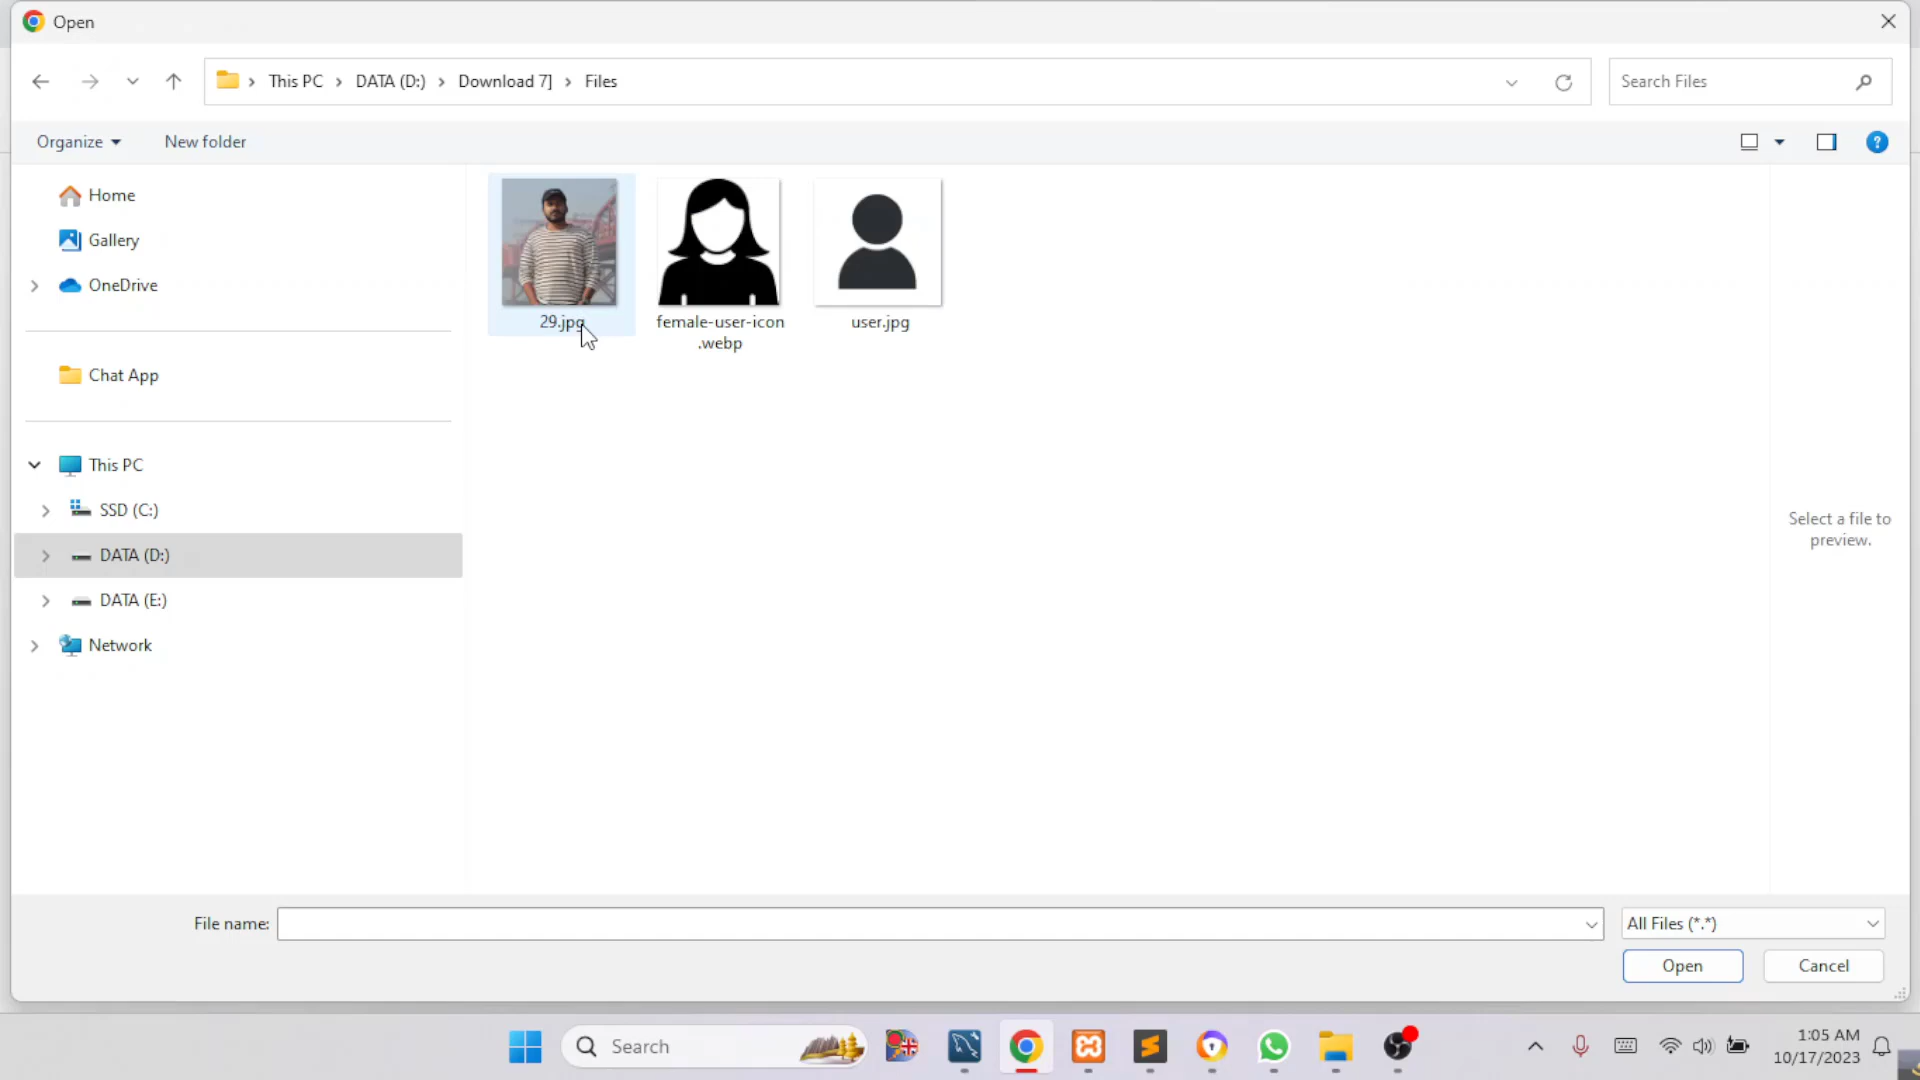 Open
This PC
DATA (D:)
Download 7]
Files
Search Files
Organize
New folder
Home
Gallery
OneDrive
Chat App
This PC
SSD (C:)
DATA (D:)
DATA (E:)
Network
29.jpg
female-user-icon
.webp
user.jpg
Select a file to
preview.
File name:
All Files (*.*)
Open
Cancel
Search
1:05 AM
10/17/2023